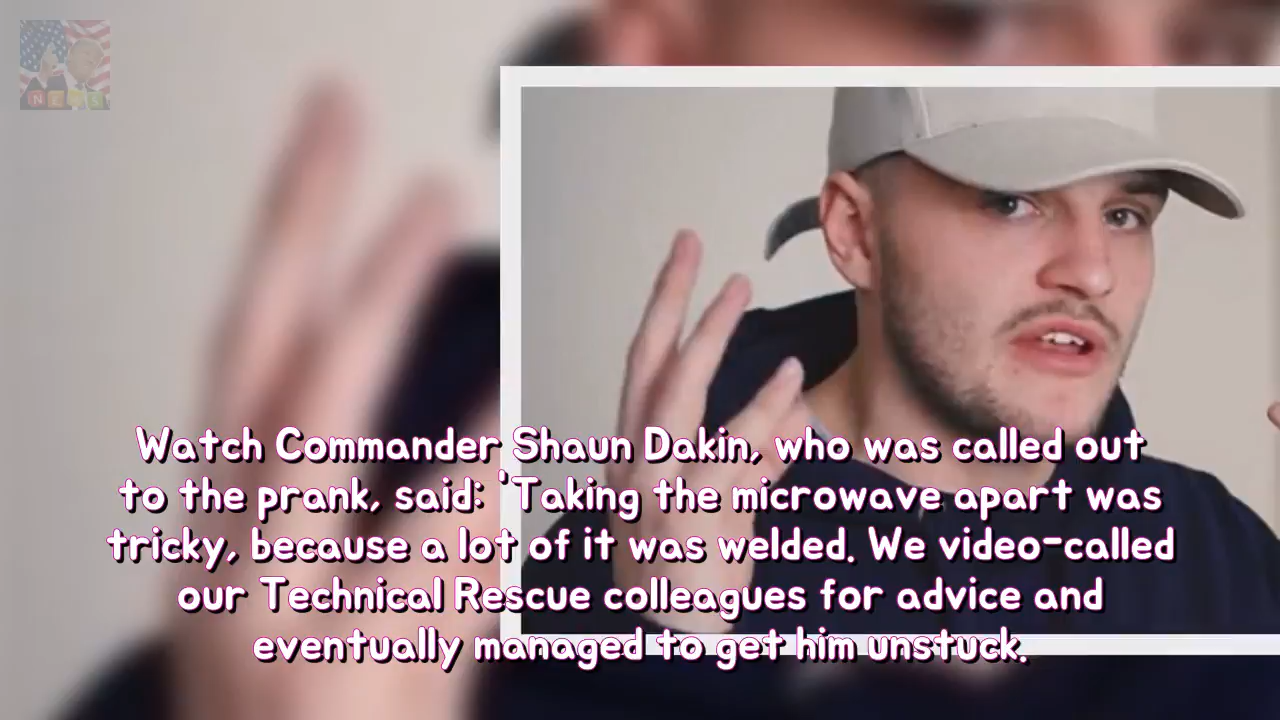 NEWS
Watch Commander Shaun Dakin, who was called out
to the prank, said: 'Taking the microwave apart was
tricky, because a lot of it was welded. We video-called
our Technical Rescue colleagues for advice and
eventually managed to get him unstuck.